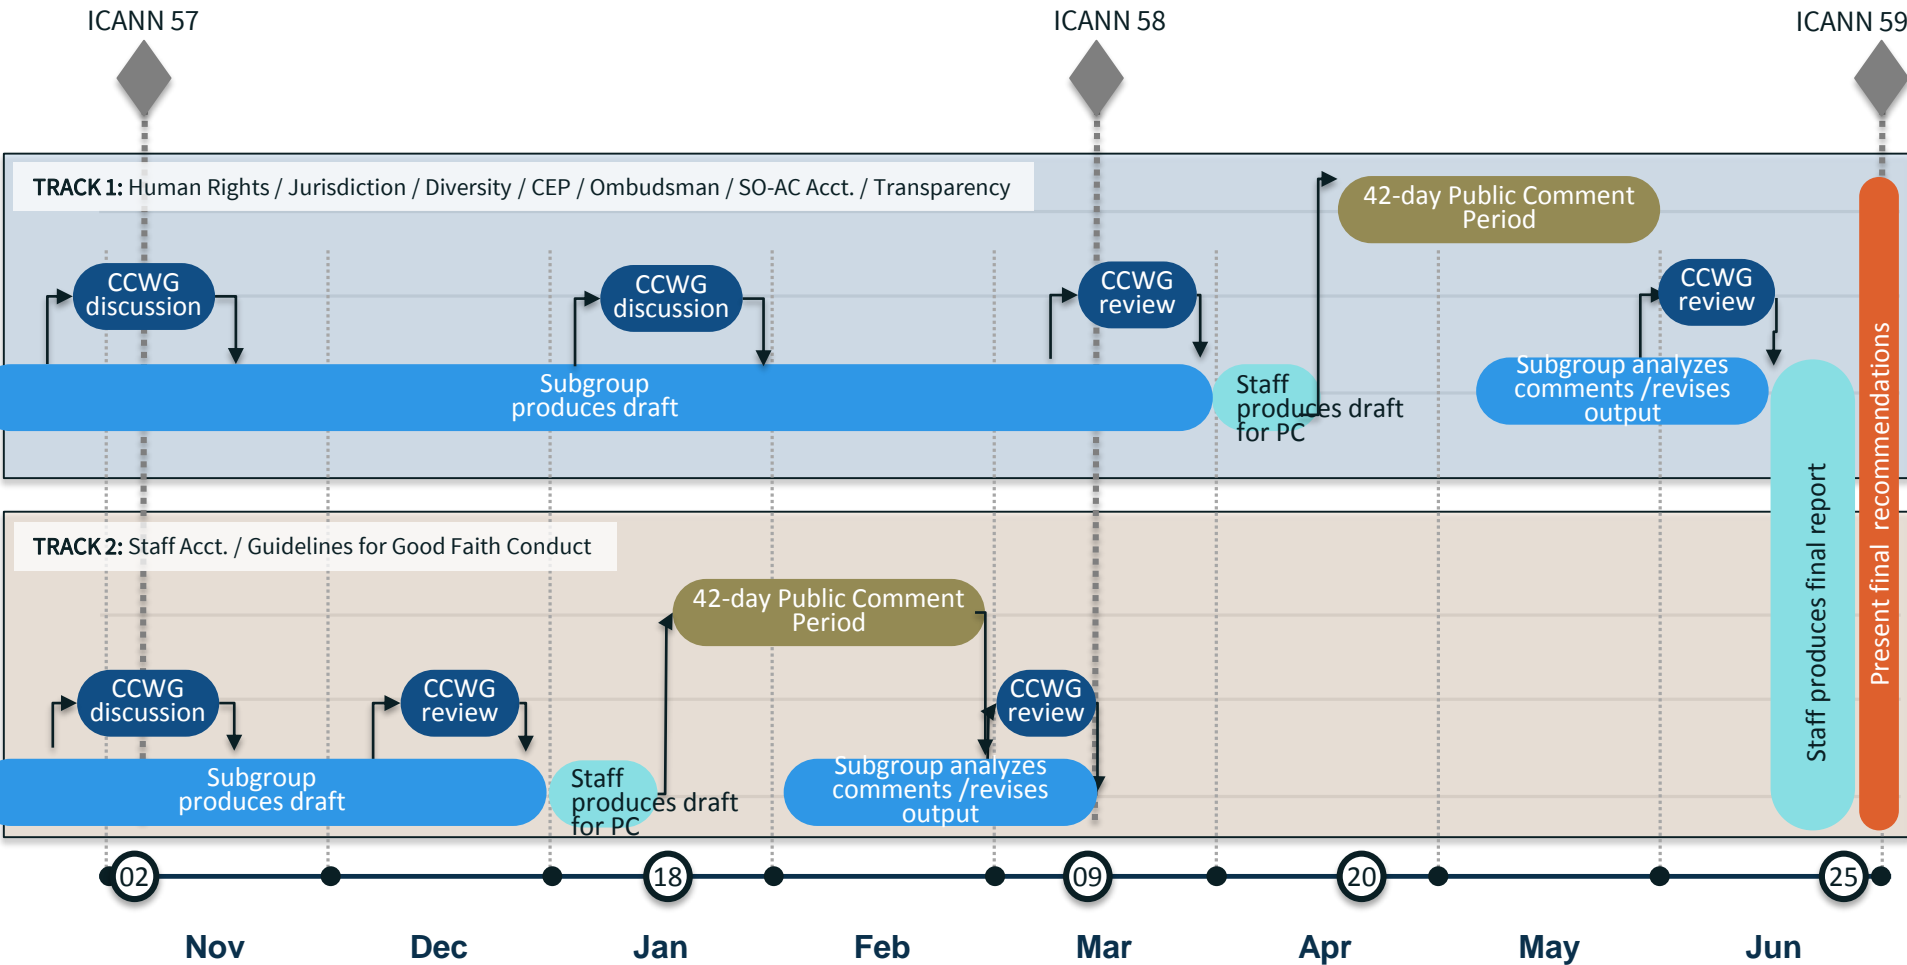 ICANN 57
ICANN 58
ICANN 59
TRACK 1: Human Rights / Jurisdiction / Diversity / CEP / Ombudsman / SO-AC Acct. / Transparency
42-day Public Comment
Period
CCWG
discussion
CCWG
discussion
CCWG
review
CCWG
review
Subgroup
produces draft
Staff
produces draft
for PC
Subgroup analyzes
comments /revises
output
Staff produces final report
Present final recommendations
TRACK 2: Staff Acct. / Guidelines for Good Faith Conduct
42-day Public Comment
Period
CCWG
discussion
CCWG
review
CCWG
review
Subgroup
produces draft
Staff
produces draft
for PC
Subgroup analyzes
comments /revises
output
02
18
09
20
25
Nov
Dec
Jan
Feb
Mar
Apr
May
Jun